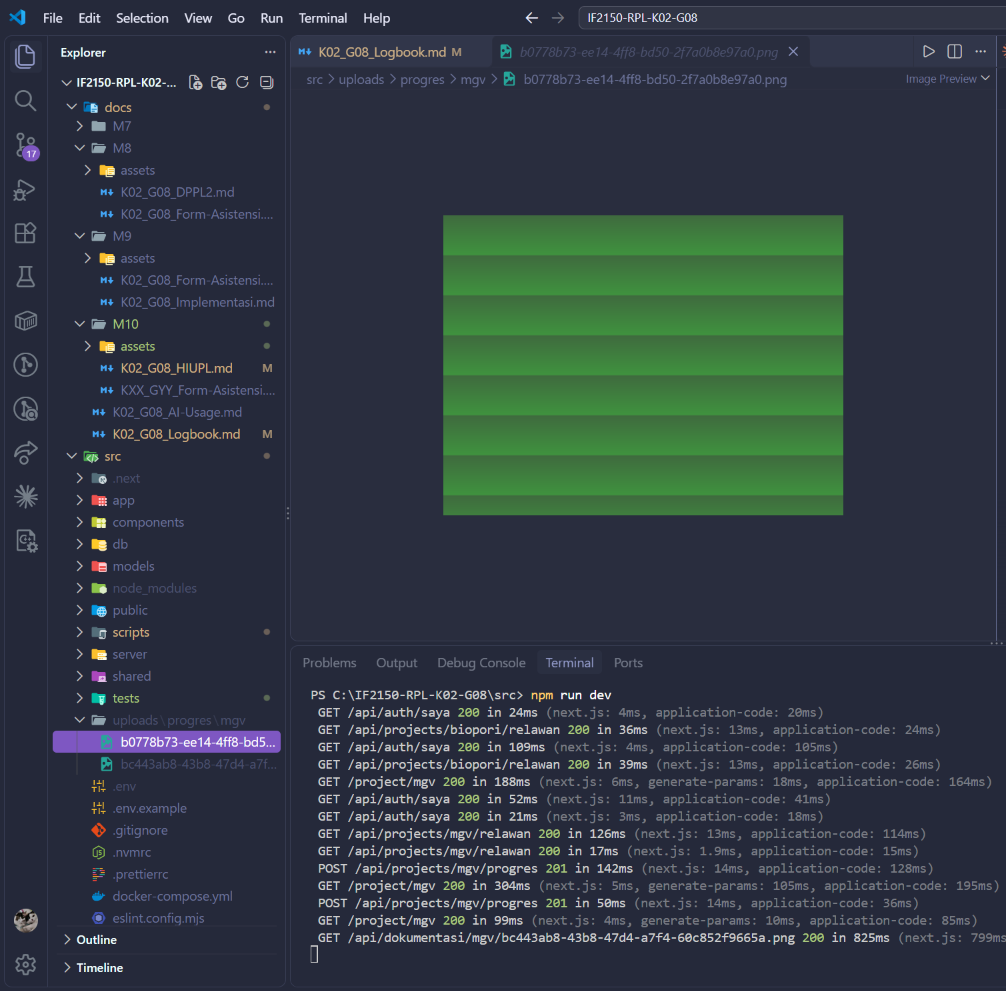 File Edit Selection View Go Run Terminal Help
IF2150-RPL-K02-G08
Explorer
IF2150-RPL-K02-...
docs
M7
M8
assets
K02_G08_DPPL2.md
K02_G08_Form-Asistensi....
M9
assets
K02_G08_Form-Asistensi....
K02_G08_Implementasi.md
M10
assets
K02_G08_HIUPL.md M
KXX_GYY_Form-Asistensi....
K02_G08_AI-Usage.md
K02_G08_Logbook.md M
src
.next
app
components
db
models
node_modules
public
scripts
server
shared
tests
uploads\progres\mgv
b0778b73-ee14-4ff8-bd5...
bc443ab8-43b8-47d4-a7f...
.env
.env.example
.gitignore
.nvmrc
.prettierrc
docker-compose.yml
eslint.config.mjs
Outline
Timeline
17
K02_G08_Logbook.md M
b0778b73-ee14-4ff8-bd50-2f7a0b8e97a0.png
src > uploads > progres > mgv > b0778b73-ee14-4ff8-bd50-2f7a0b8e97a0.png
Image Preview
Problems Output Debug Console Terminal Ports
PS C:\IF2150-RPL-K02-G08\src> npm run dev
GET /api/auth/saya 200 in 24ms (next.js: 4ms, application-code: 20ms)
GET /api/projects/biopori/relawan 200 in 36ms (next.js: 13ms, application-code: 24ms)
GET /api/auth/saya 200 in 109ms (next.js: 4ms, application-code: 105ms)
GET /api/projects/biopori/relawan 200 in 39ms (next.js: 13ms, application-code: 26ms)
GET /project/mgv 200 in 188ms (next.js: 6ms, generate-params: 18ms, application-code: 164ms)
GET /api/auth/saya 200 in 52ms (next.js: 11ms, application-code: 41ms)
GET /api/auth/saya 200 in 21ms (next.js: 3ms, application-code: 18ms)
GET /api/projects/mgv/relawan 200 in 126ms (next.js: 13ms, application-code: 114ms)
GET /api/projects/mgv/relawan 200 in 17ms (next.js: 1.9ms, application-code: 15ms)
POST /api/projects/mgv/progres 201 in 142ms (next.js: 14ms, application-code: 128ms)
GET /project/mgv 200 in 304ms (next.js: 5ms, generate-params: 105ms, application-code: 195ms)
POST /api/projects/mgv/progres 201 in 50ms (next.js: 14ms, application-code: 36ms)
GET /project/mgv 200 in 99ms (next.js: 4ms, generate-params: 10ms, application-code: 85ms)
GET /api/dokumentasi/mgv/bc443ab8-43b8-47d4-a7f4-60c852f9665a.png 200 in 825ms (next.js: 799ms